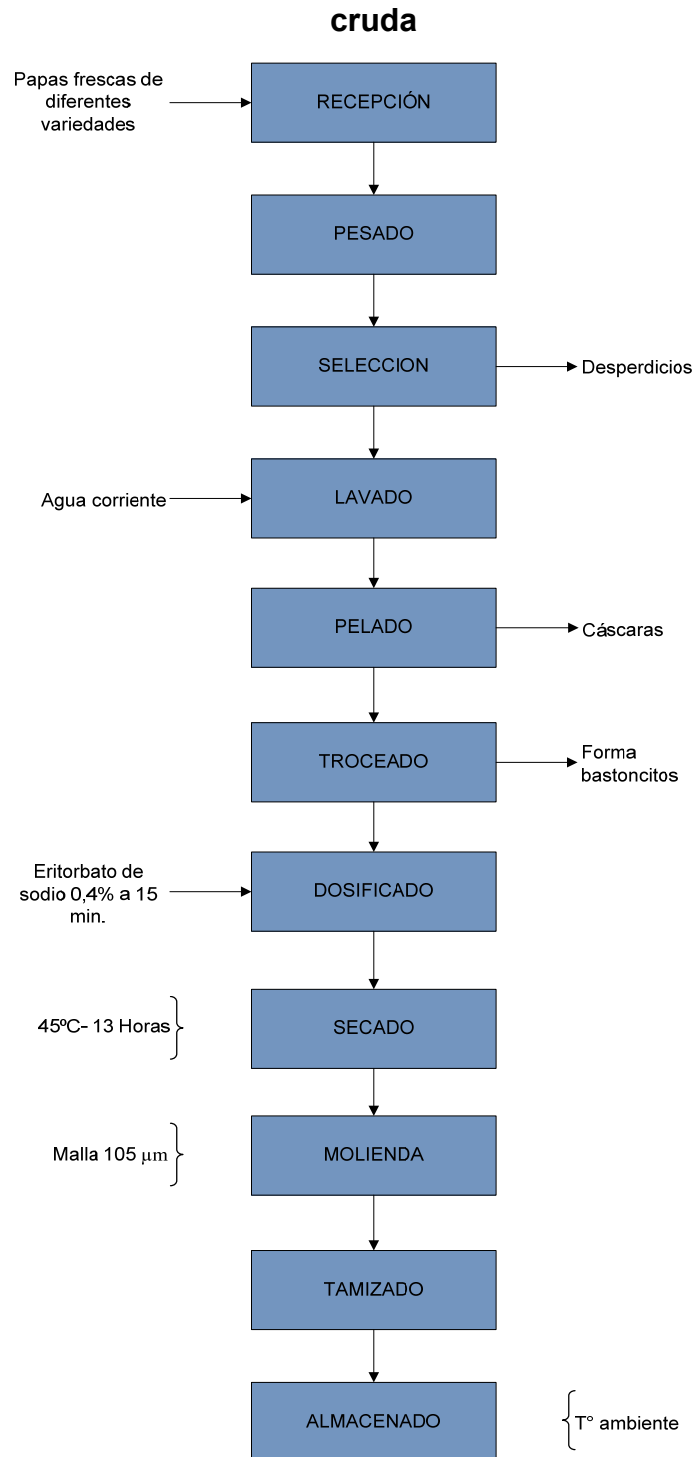 cruda
Papas frescas de
diferentes
variedades
RECEPCIÓN
PESADO
SELECCION
Desperdicios
Agua corriente
LAVADO
PELADO
Cáscaras
TROCEADO
Forma
bastoncitos
Eritorbato de
sodio 0,4% a 15
min.
DOSIFICADO
45ºC- 13 Horas
SECADO
Malla 105 μm
MOLIENDA
TAMIZADO
ALMACENADO
T° ambiente